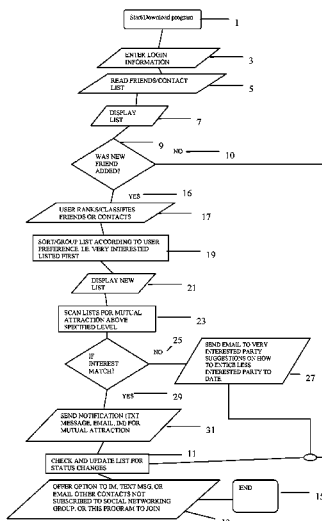 Start/Download program
1
ENTER LOGIN
INFORMATION
3
READ FRIENDS/CONTACT
LIST
5
DISPLAY
LIST
7
9
NO
10
WAS NEW
FRIEND
ADDED?
YES
16
USER RANKS/CLASSIFIES
FRIENDS OR CONTACTS
17
SORT/GROUP LIST ACCORDING TO USER
PREFERENCE. I.E. VERY INTERESTED
LISTED FIRST
19
DISPLAY NEW
LIST
21
SCAN LISTS FOR MUTUAL
ATTRACTION ABOVE
SPECIFIED LEVEL
23
25
NO
IF
INTEREST
MATCH?
SEND EMAIL TO VERY
INTERESTED PARTY
SUGGESTIONS ON HOW
TO ENTICE LESS
INTERESTED PARTY TO
DATE.
27
YES
29
SEND NOTIFICATION (TXT
MESSAGE, EMAIL, IM) FOR
MUTUAL ATTRACTION
31
11
CHECK AND UPDATE LIST FOR
STATUS CHANGES
OFFER OPTION TO IM, TEXT MSG, OR
EMAIL OTHER CONTACTS NOT
SUBSCRIBED TO SOCIAL NETWORKING
GROUP, OR THIS PROGRAM TO JOIN
END